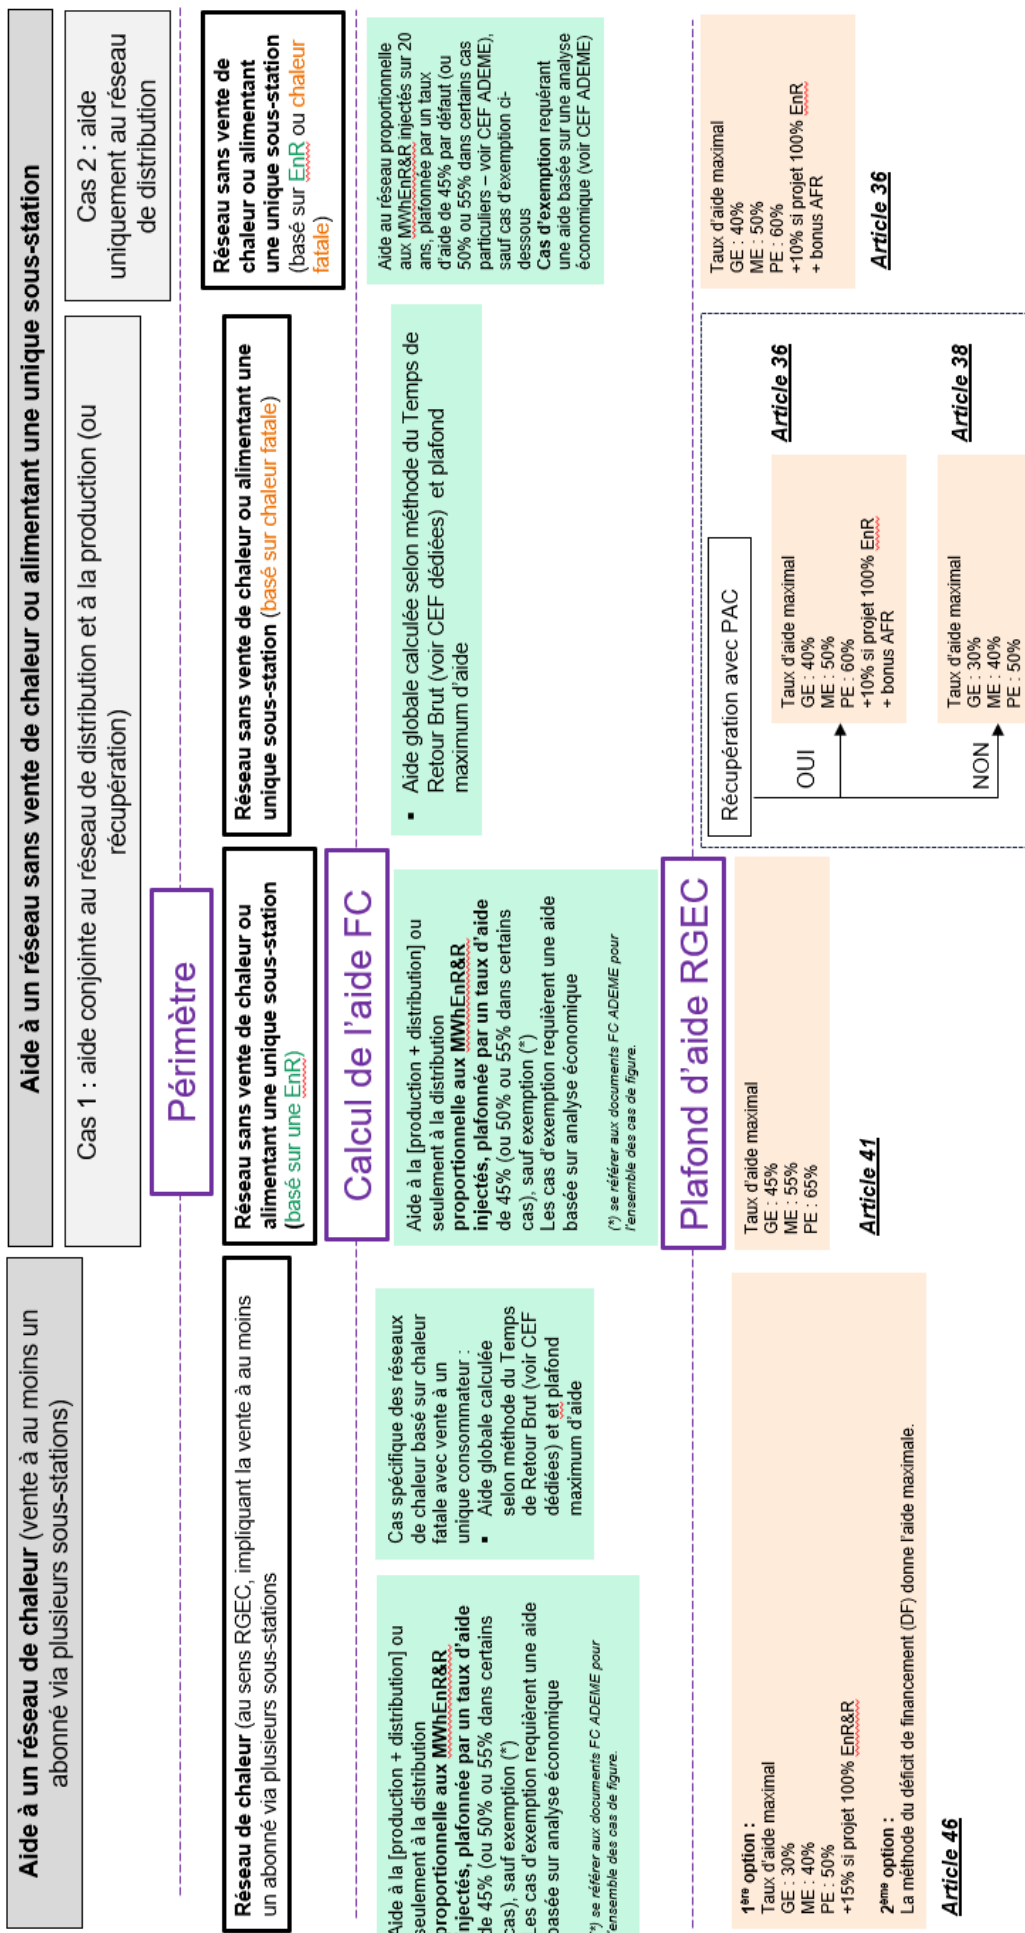 Aide à un réseau de chaleur (vente à au moins un
abonné via plusieurs sous-stations)
Aide à un réseau sans vente de chaleur ou alimentant une unique sous-station
Cas 1 : aide conjointe au réseau de distribution et à la production (ou
récupération)
Cas 2 : aide
uniquement au réseau
de distribution
Périmètre
Réseau de chaleur (au sens RGEC, impliquant la vente à au moins
un abonné via plusieurs sous-stations
Réseau sans vente de chaleur ou
alimentant une unique sous-station
(basé sur une EnR)
Réseau sans vente de chaleur ou alimentant une
unique sous-station (basé sur chaleur fatale)
Réseau sans vente de
chaleur ou alimentant
une unique sous-station
(basé sur EnR ou chaleur
fatale)
Calcul de l'aide FC
Aide à la [production + distribution] ou
seulement à la distribution
proportionnelle aux MWhEnR&R
injectés, plafonnée par un taux d'aide
de 45% (ou 50% ou 55% dans certains
cas), sauf exemption (*)
Les cas d'exemption requièrent une aide
basée sur analyse économique
(*) se référer aux documents FC ADEME pour
l'ensemble des cas de figure.
Cas spécifique des réseaux
de chaleur basé sur chaleur
fatale avec vente à un
unique consommateur :
▪ Aide globale calculée
selon méthode du Temps
de Retour Brut (voir CEF
dédiées) et et plafond
maximum d'aide
Aide à la [production + distribution] ou
seulement à la distribution
proportionnelle aux MWhEnR&R
injectés, plafonnée par un taux d'aide
de 45% (ou 50% ou 55% dans certains
cas), sauf exemption (*)
Les cas d'exemption requièrent une aide
basée sur analyse économique
(*) se référer aux documents FC ADEME pour
l'ensemble des cas de figure.
▪ Aide globale calculée selon méthode du Temps de
Retour Brut (voir CEF dédiées) et plafond
maximum d'aide
Aide au réseau proportionnelle
aux MWhEnR&R injectés sur 20
ans, plafonnée par un taux
d'aide de 45% par défaut (ou
50% ou 55% dans certains cas
particuliers – voir CEF ADEME),
sauf cas d'exemption ci-
dessous
Cas d'exemption requérant
une aide basée sur une analyse
économique (voir CEF ADEME)
Plafond d'aide RGEC
1ère option :
Taux d'aide maximal
GE : 30%
ME : 40%
PE : 50%
+15% si projet 100% EnR&R
2ème option :
La méthode du déficit de financement (DF) donne l'aide maximale.
Article 46
Taux d'aide maximal
GE : 45%
ME : 55%
PE : 65%
Article 41
Récupération avec PAC
OUI
Taux d'aide maximal
GE : 40%
ME : 50%
PE : 60%
+10% si projet 100% EnR
+ bonus AFR
Article 36
NON
Taux d'aide maximal
GE : 30%
ME : 40%
PE : 50%
Article 38
Taux d'aide maximal
GE : 40%
ME : 50%
PE : 60%
+10% si projet 100% EnR
+ bonus AFR
Article 36